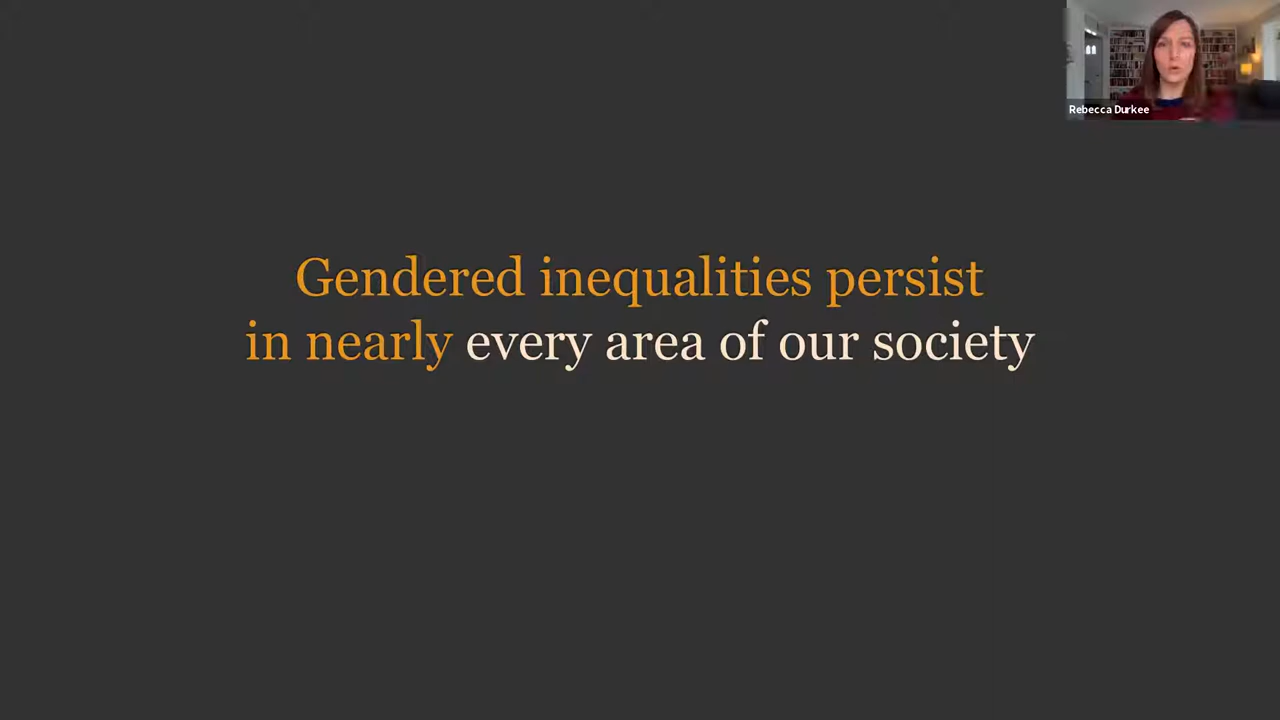 Rebecca Durkee
Gendered inequalities persist
in nearly every area of our society